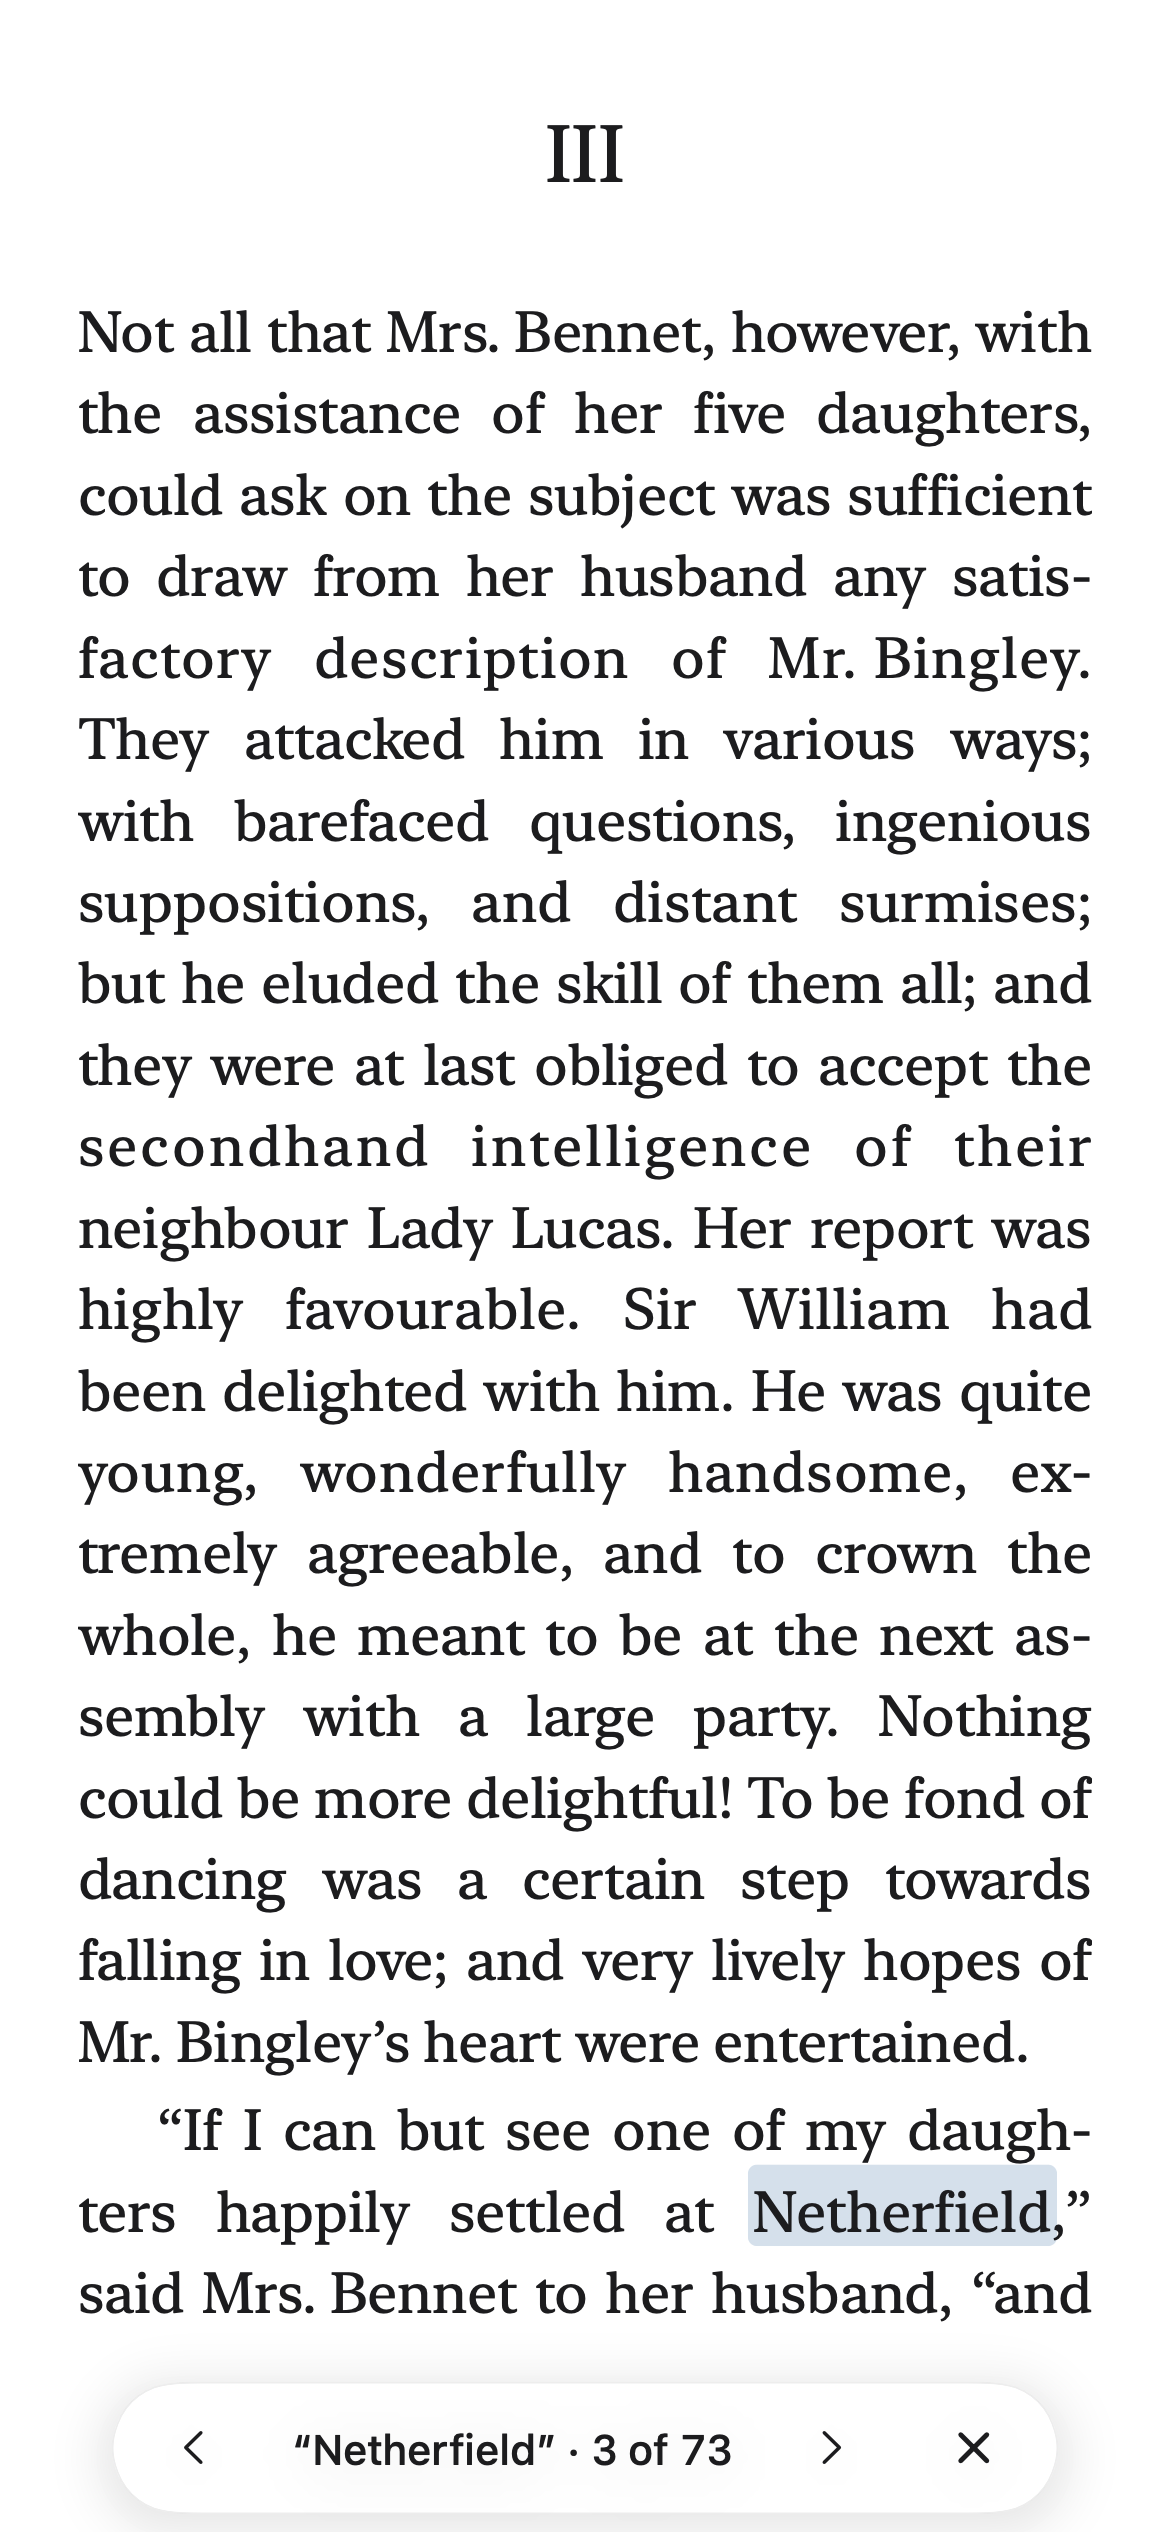 III
Not all that Mrs. Bennet, however, with
the assistance of her five daughters,
could ask on the subject was sufficient
to draw from her husband any satis-
factory description of Mr. Bingley.
They attacked him in various ways;
with barefaced questions, ingenious
suppositions, and distant surmises;
but he eluded the skill of them all; and
they were at last obliged to accept the
secondhand intelligence of their
neighbour Lady Lucas. Her report was
highly favourable. Sir William had
been delighted with him. He was quite
young, wonderfully handsome, ex-
tremely agreeable, and to crown the
whole, he meant to be at the next as-
sembly with a large party. Nothing
could be more delightful! To be fond of
dancing was a certain step towards
falling in love; and very lively hopes of
Mr. Bingley’s heart were entertained.
“If I can but see one of my daugh-
ters happily settled at Netherfield,”
said Mrs. Bennet to her husband, “and
“Netherfield” · 3 of 73